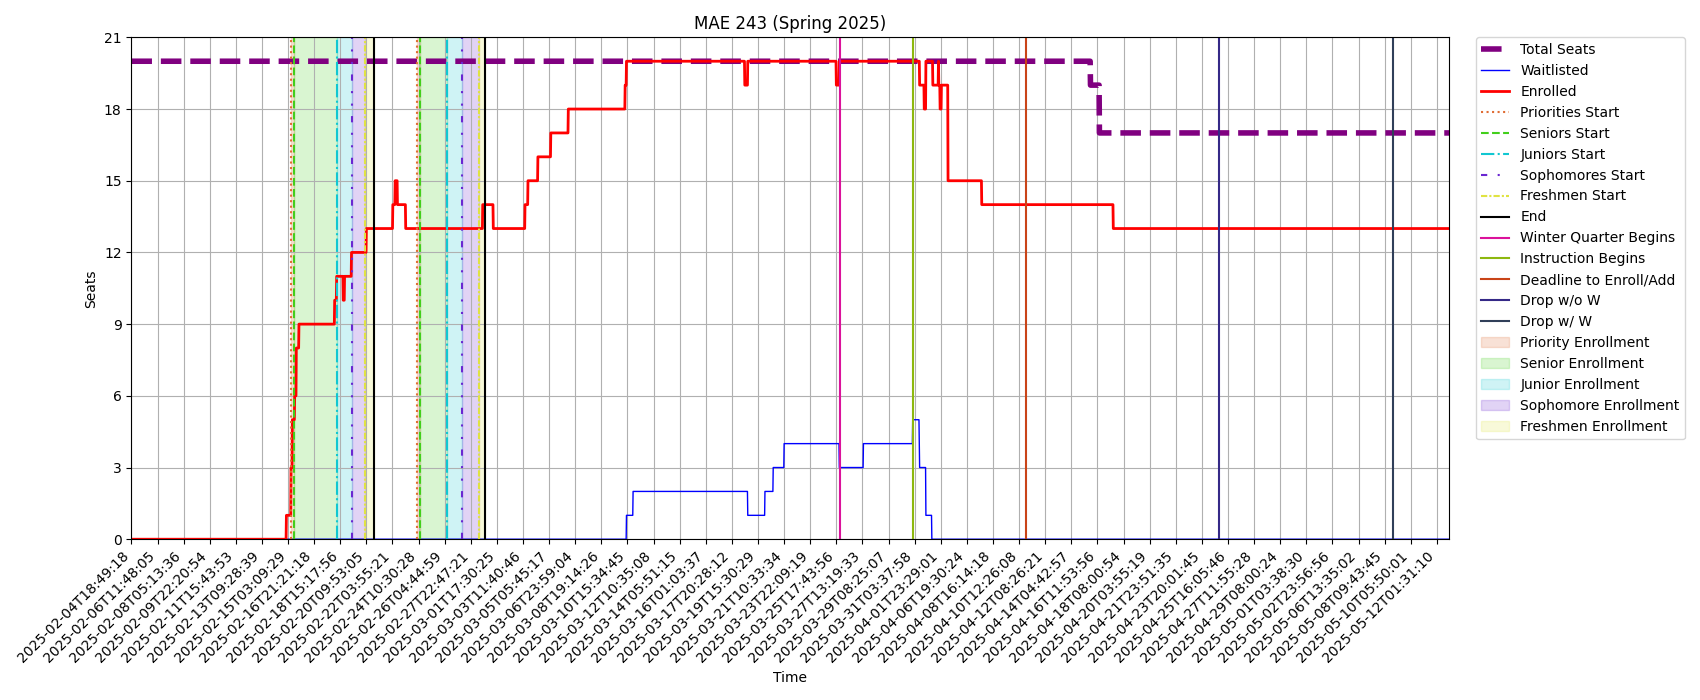 MAE 243 (Spring 2025)
21
18
15
12
9
6
3
0
Seats
2025-02-04T18:49:18
2025-02-06T11:48:05
2025-02-08T05:13:36
2025-02-09T22:20:54
2025-02-11T15:43:53
2025-02-13T09:28:39
2025-02-15T03:09:29
2025-02-16T21:21:18
2025-02-18T15:17:56
2025-02-20T09:53:05
2025-02-22T03:55:21
2025-02-24T10:30:28
2025-02-26T04:44:59
2025-02-27T22:47:21
2025-03-01T17:30:25
2025-03-03T11:40:46
2025-03-05T05:45:17
2025-03-06T23:59:04
2025-03-08T19:14:26
2025-03-10T15:34:45
2025-03-12T10:35:08
2025-03-14T05:51:15
2025-03-16T01:03:37
2025-03-17T20:28:12
2025-03-19T15:30:29
2025-03-21T10:33:34
2025-03-23T22:09:19
2025-03-25T17:43:56
2025-03-27T13:19:33
2025-03-29T08:25:07
2025-03-31T03:37:58
2025-04-01T23:29:01
2025-04-06T19:30:24
2025-04-08T16:14:18
2025-04-10T12:26:08
2025-04-12T08:26:21
2025-04-14T04:42:57
2025-04-16T11:53:56
2025-04-18T08:00:54
2025-04-20T03:55:19
2025-04-21T23:51:35
2025-04-23T20:01:45
2025-04-25T16:05:46
2025-04-27T11:55:28
2025-04-29T08:00:24
2025-05-01T03:38:30
2025-05-02T23:56:56
2025-05-06T13:35:02
2025-05-08T09:43:45
2025-05-10T05:50:01
2025-05-12T01:31:10
Time
Total Seats
Waitlisted
Enrolled
Priorities Start
Seniors Start
Juniors Start
Sophomores Start
Freshmen Start
End
Winter Quarter Begins
Instruction Begins
Deadline to Enroll/Add
Drop w/o W
Drop w/ W
Priority Enrollment
Senior Enrollment
Junior Enrollment
Sophomore Enrollment
Freshmen Enrollment